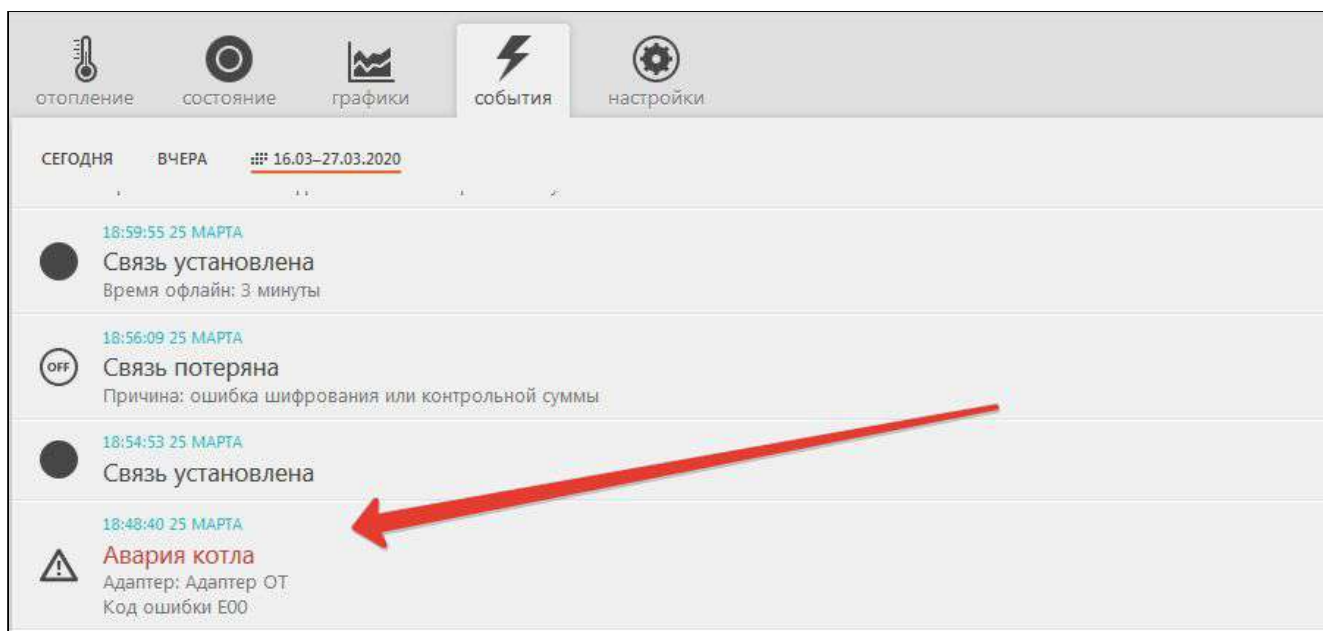 отопление
состояние
графики
события
настройки
СЕГОДНЯ
ВЧЕРА
16.03–27.03.2020
18:59:55 25 МАРТА
Связь установлена
Время офлайн: 3 минуты
18:56:09 25 МАРТА
OFF
Связь потеряна
Причина: ошибка шифрования или контрольной суммы
18:54:53 25 МАРТА
Связь установлена
18:48:40 25 МАРТА
Авария котла
Адаптер: Адаптер ОТ
Код ошибки E00